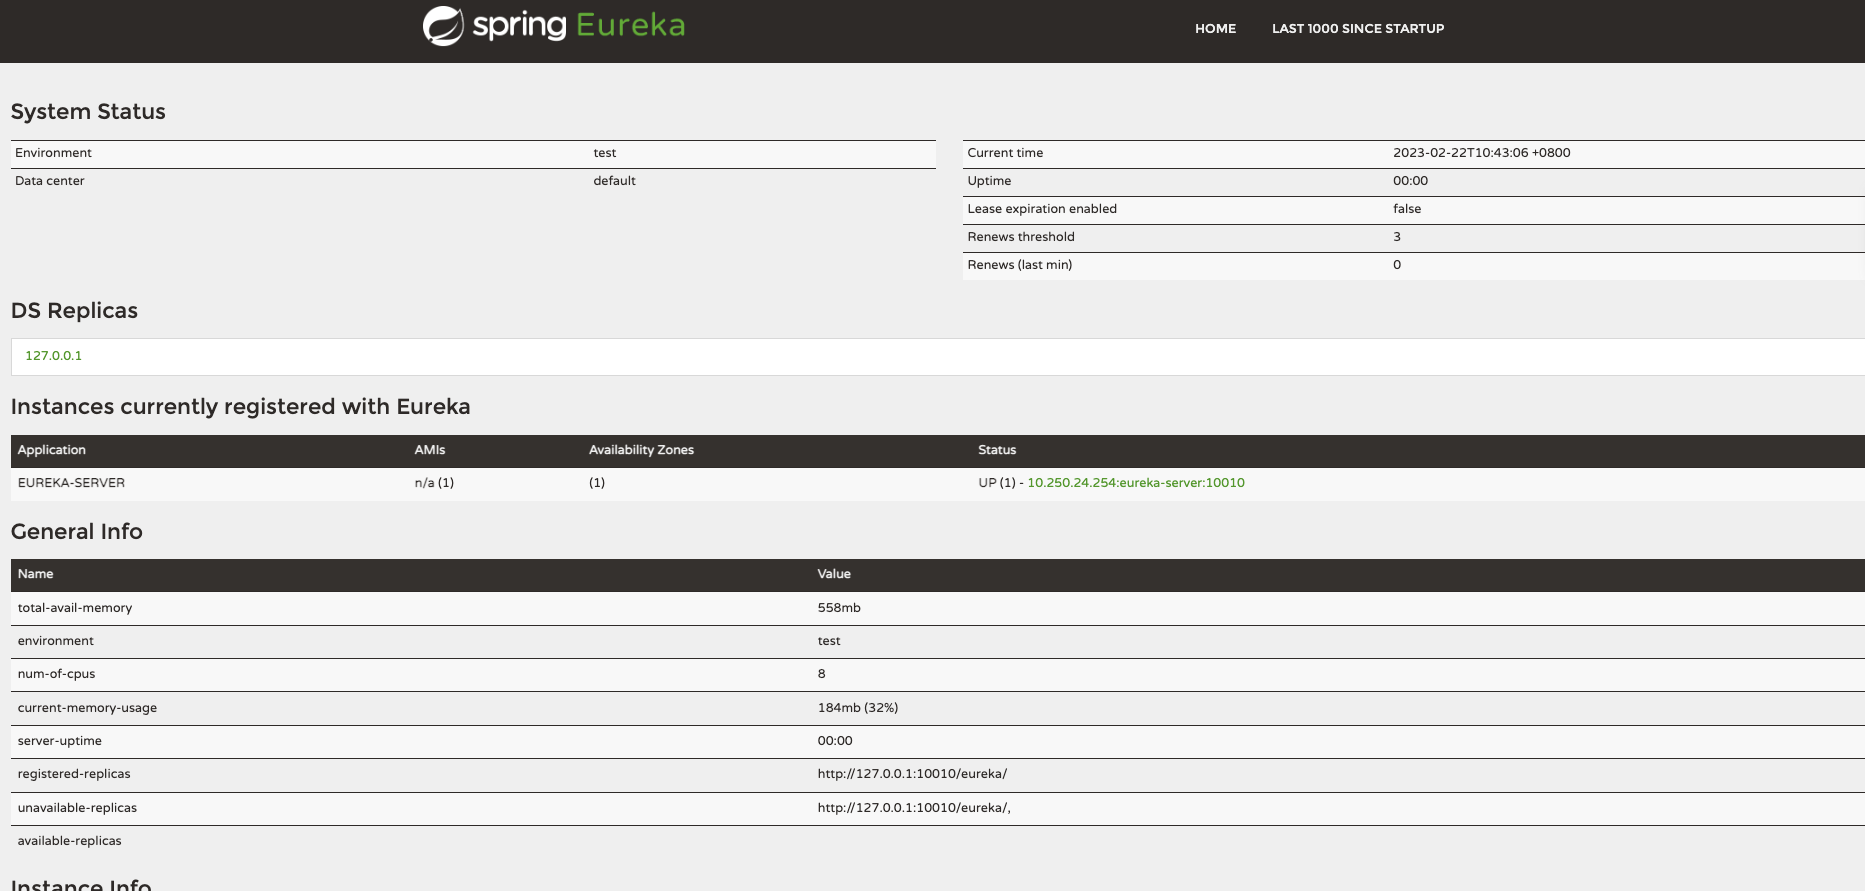 spring Eureka
HOME LAST 1000 SINCE STARTUP
System Status
Environment test
Data center default
Current time 2023-02-22T10:43:06 +0800
Uptime 00:00
Lease expiration enabled false
Renews threshold 3
Renews (last min) 0
DS Replicas
127.0.0.1
Instances currently registered with Eureka
Application AMIs Availability Zones Status
EUREKA-SERVER n/a (1) (1) UP (1) - 10.250.24.254:eureka-server:10010
General Info
Name Value
total-avail-memory 558mb
environment test
num-of-cpus 8
current-memory-usage 184mb (32%)
server-uptime 00:00
registered-replicas http://127.0.0.1:10010/eureka/
unavailable-replicas http://127.0.0.1:10010/eureka/,
available-replicas
Instance Info